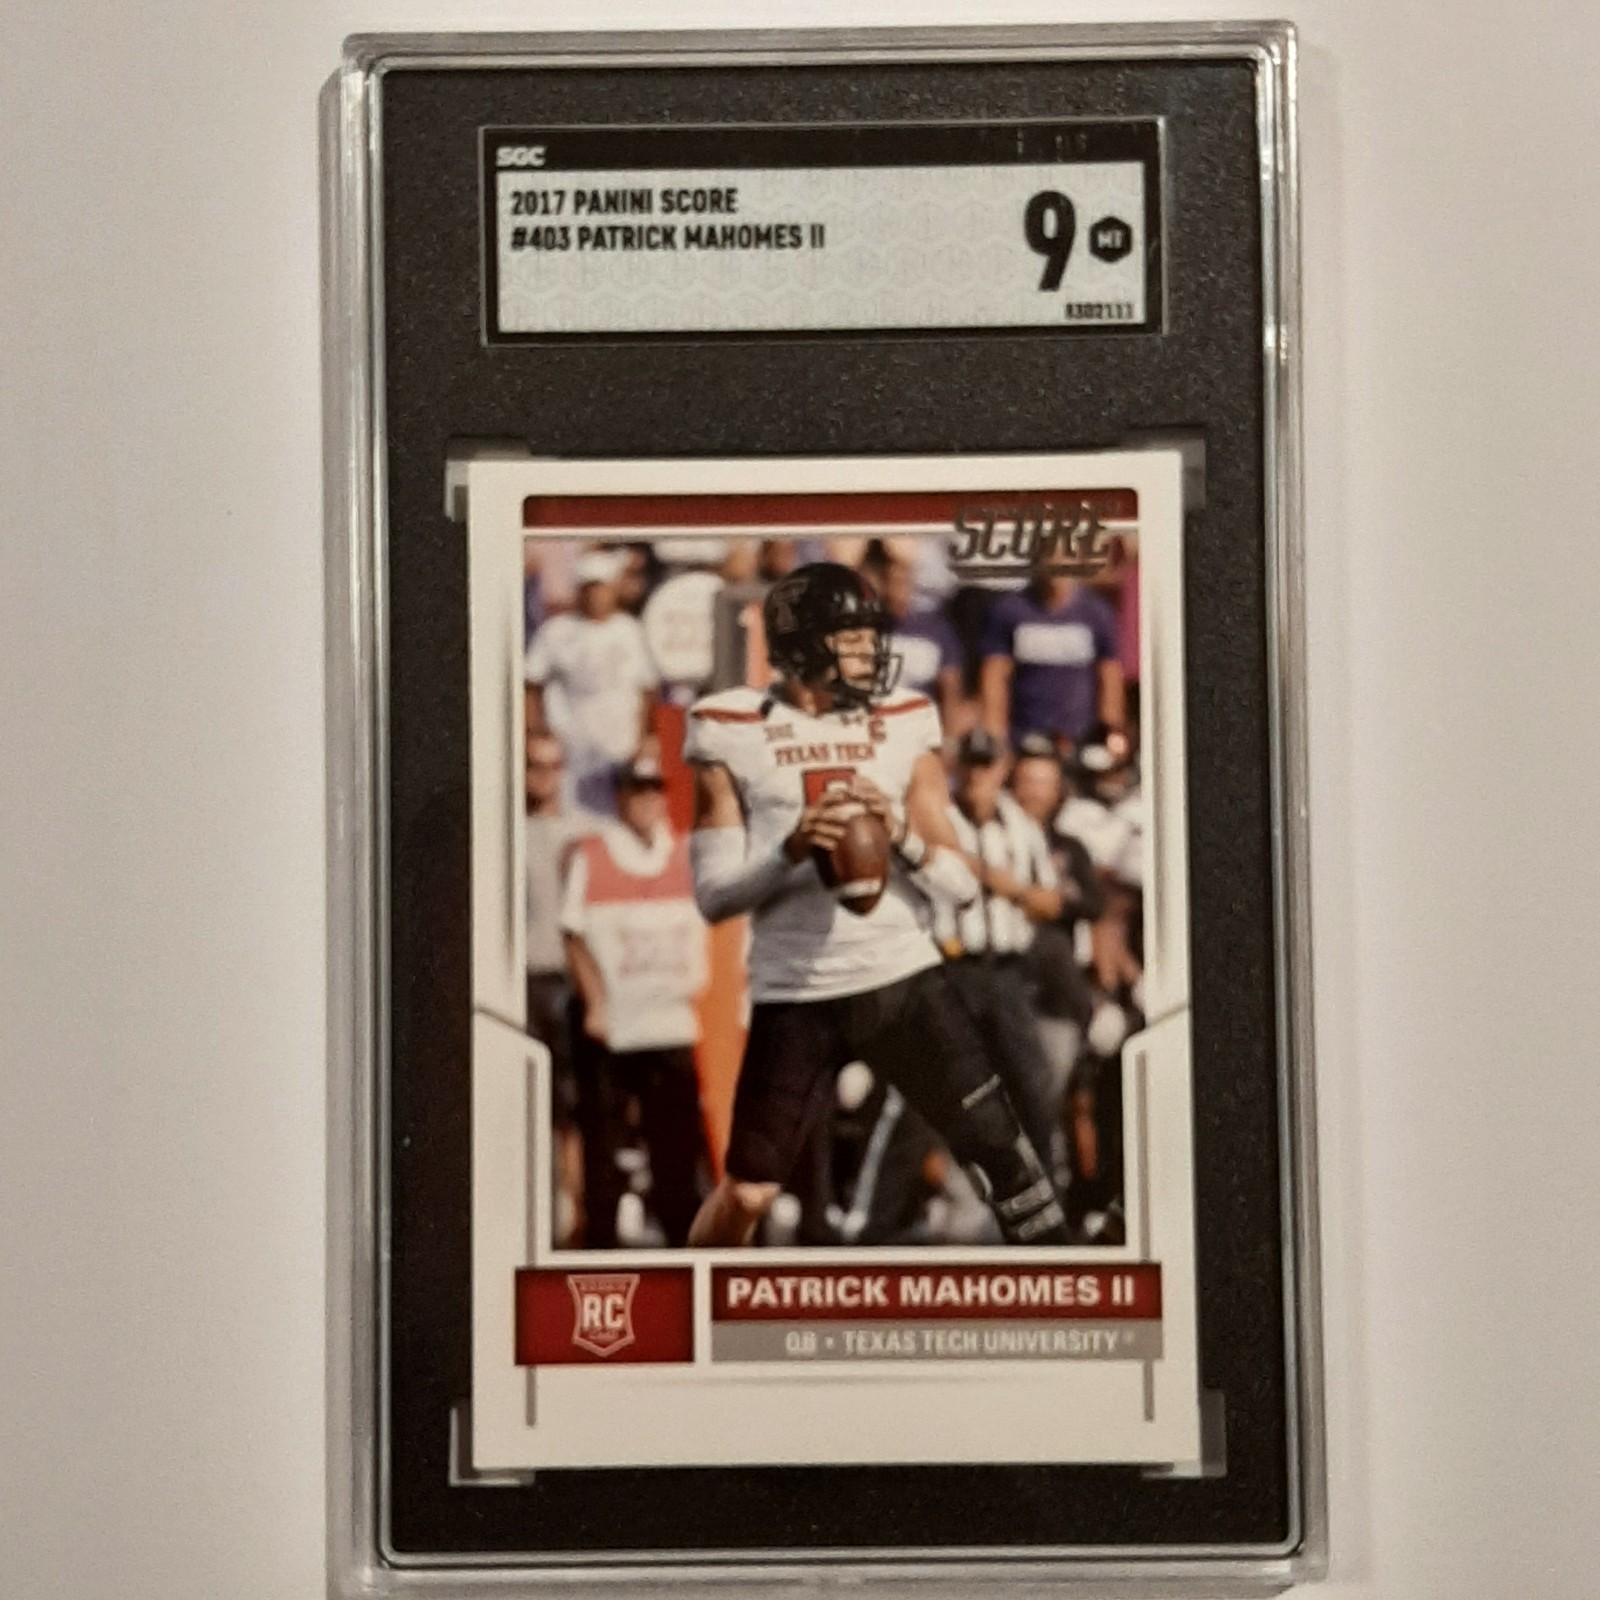 SGC
2017 PANINI SCORE
#403 PATRICK MAHOMES II
9 MT
8302111
SCORE
TEXAS TECH
RC
PATRICK MAHOMES II
QB • TEXAS TECH UNIVERSITY